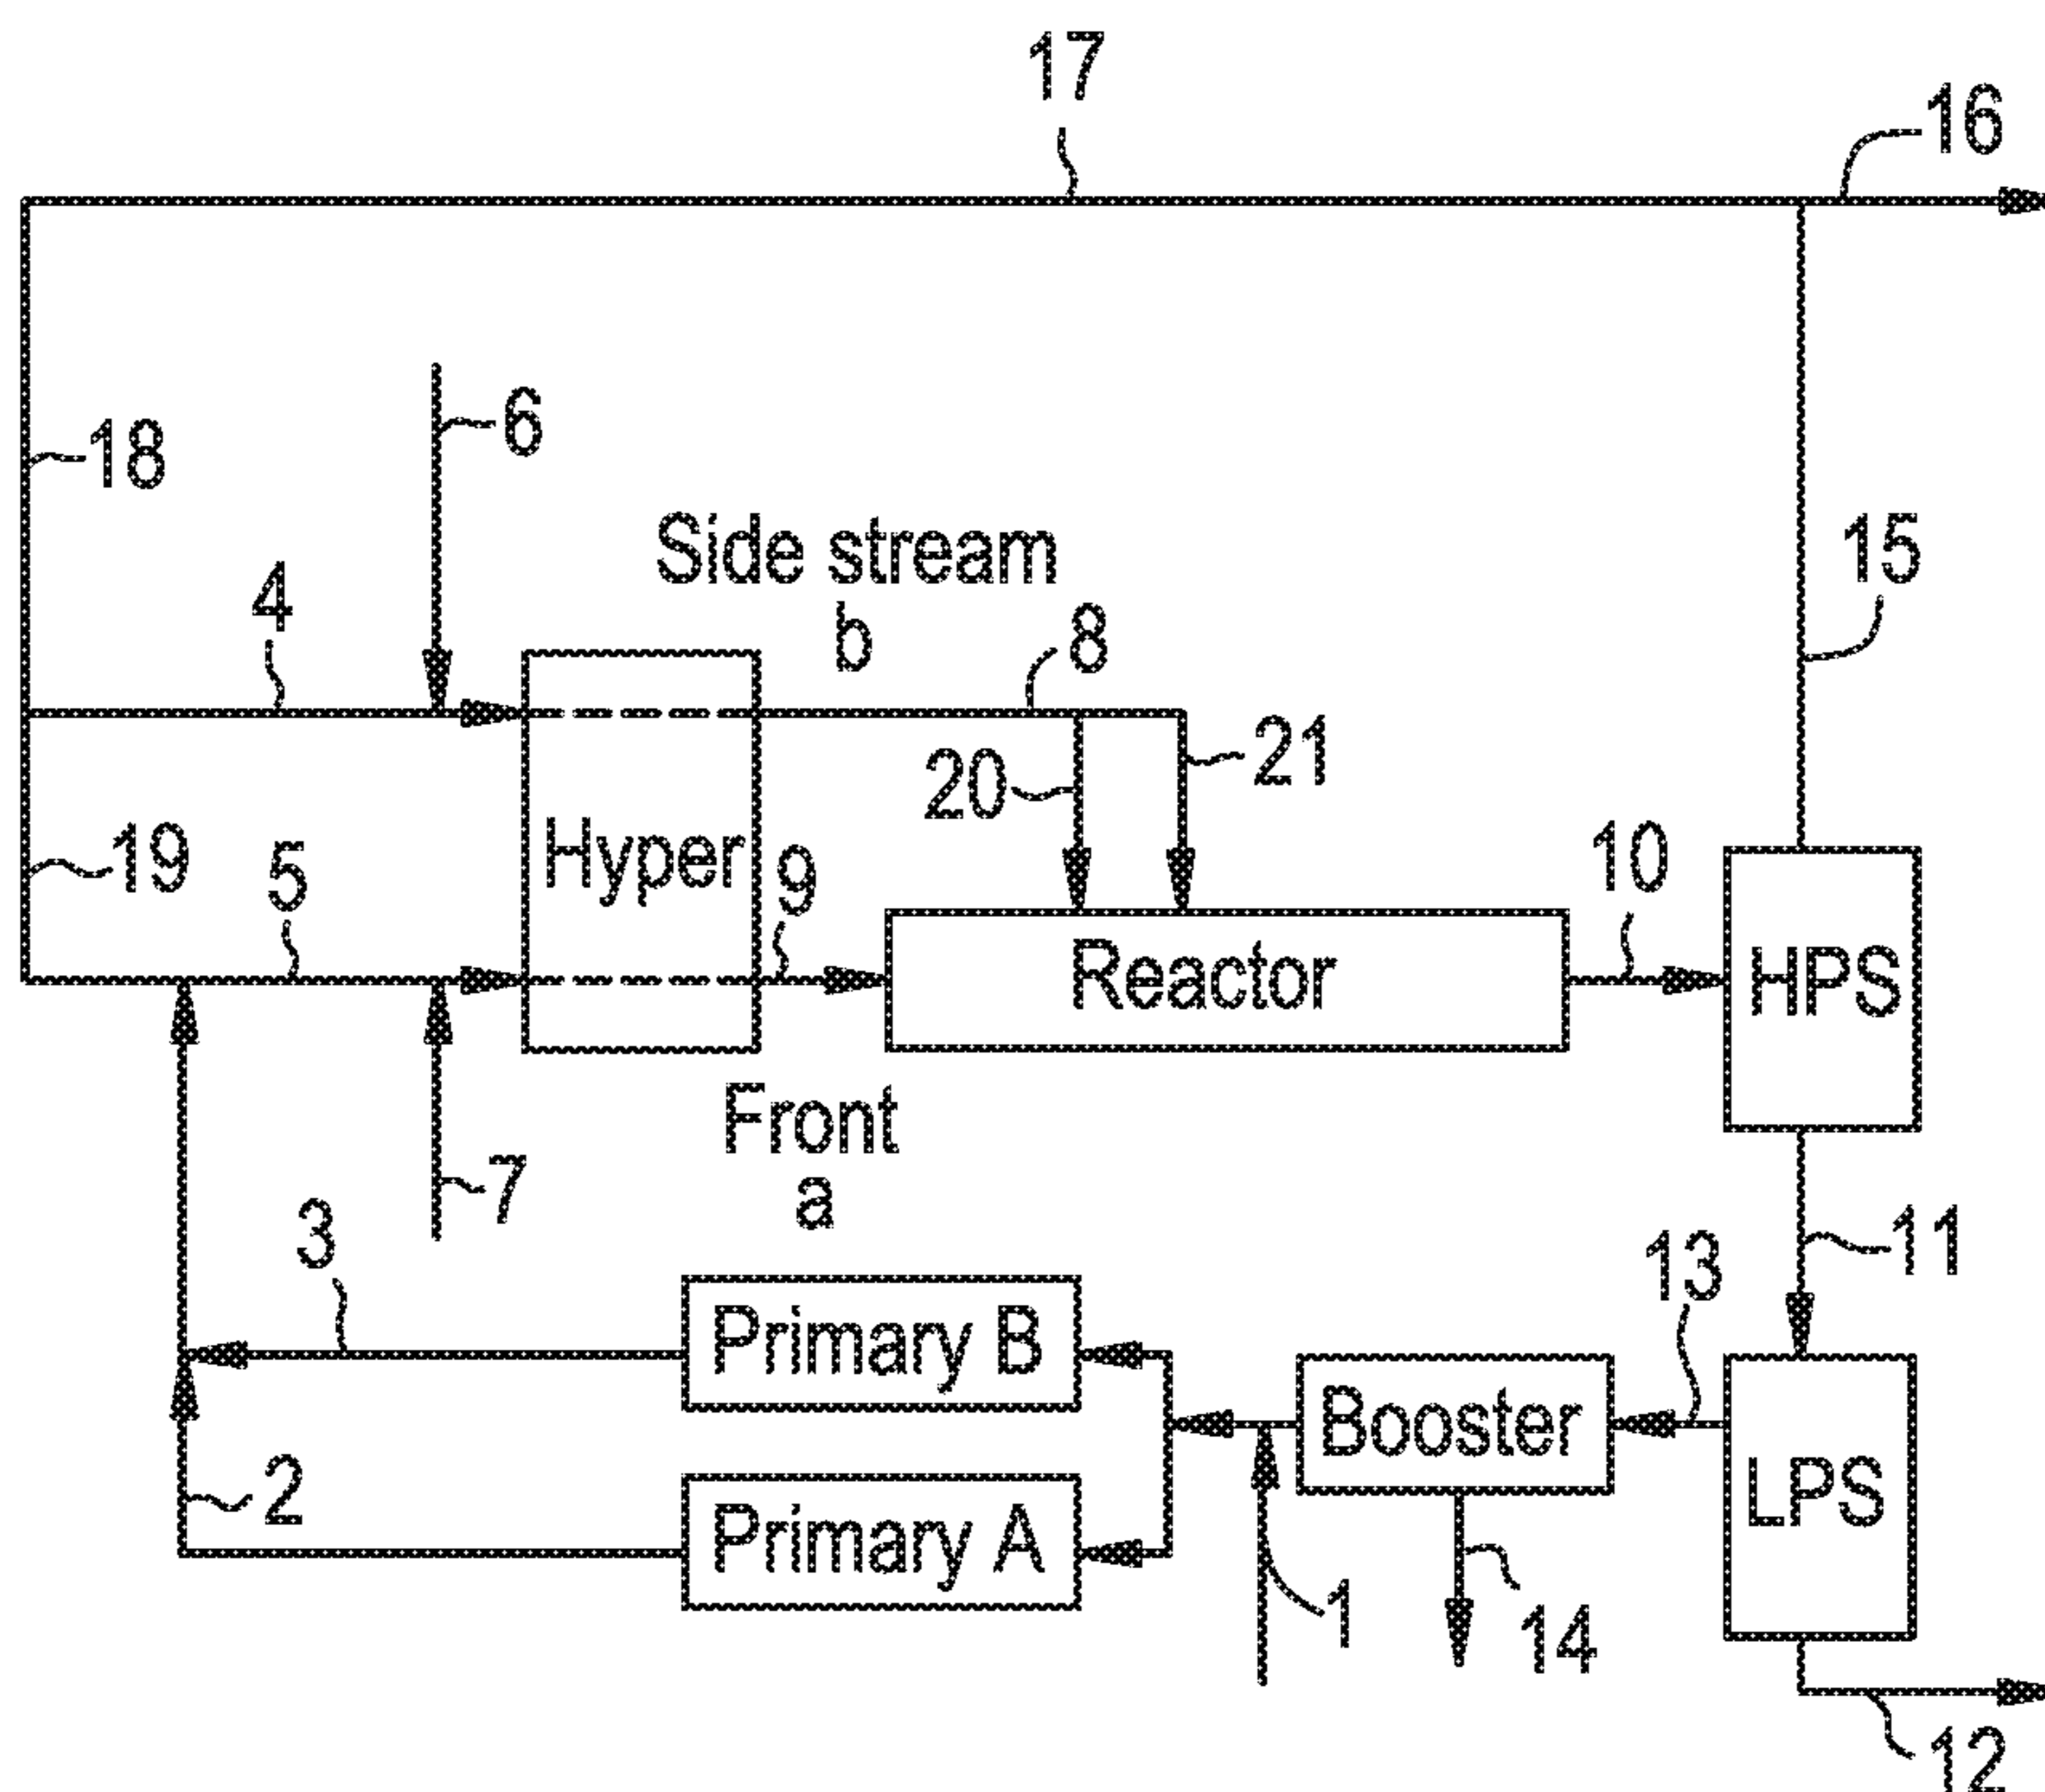 17
16
18
6
4
Side stream
b
8
15
20
21
19
5
Hyper
9
10
Reactor
HPS
Front
a
7
3
11
13
Primary B
Booster
2
Primary A
LPS
1
14
12